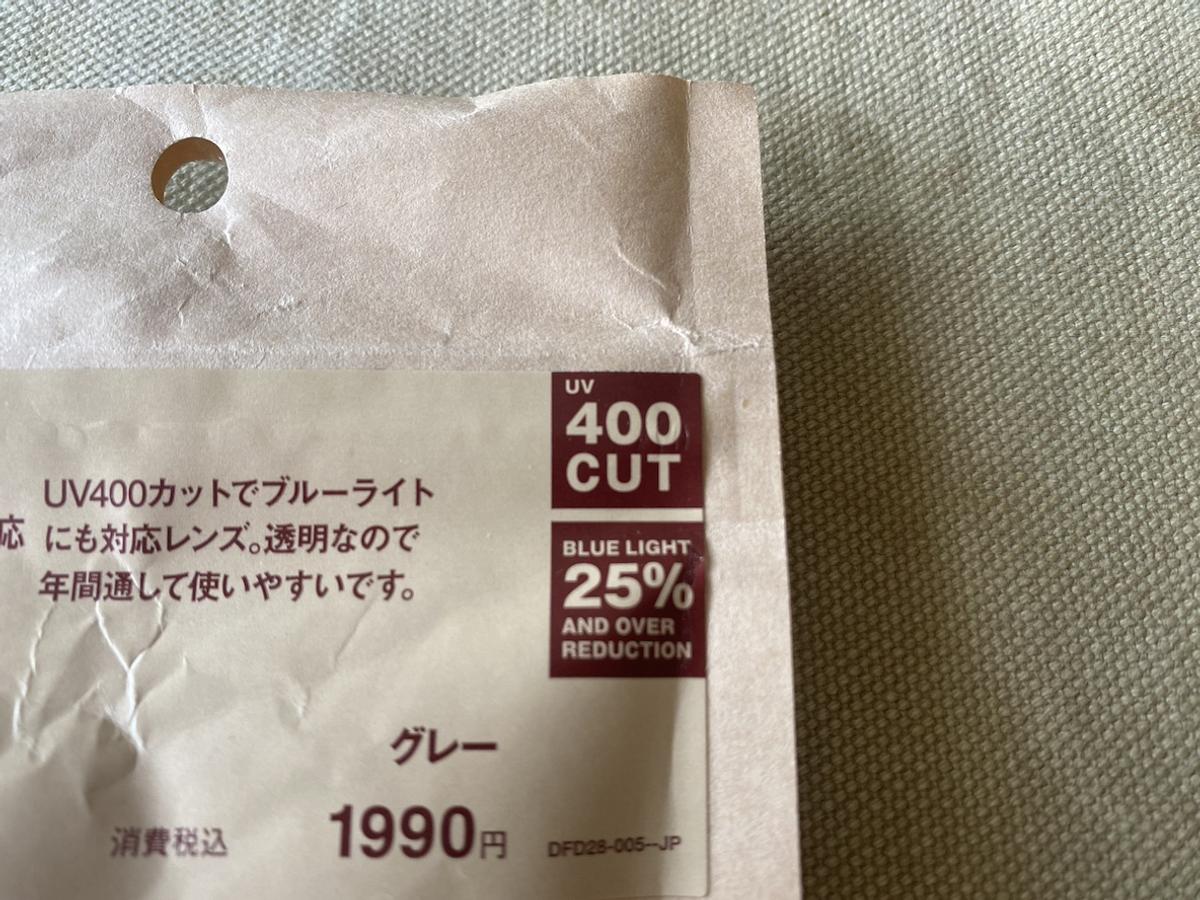 UV
400
CUT
UV400カットでブルーライト
応 にも対応レンズ。透明なので
年間通して使いやすいです。
BLUE LIGHT
25%
AND OVER
REDUCTION
グレー
消費税込 1990円 DFD28-005--JP